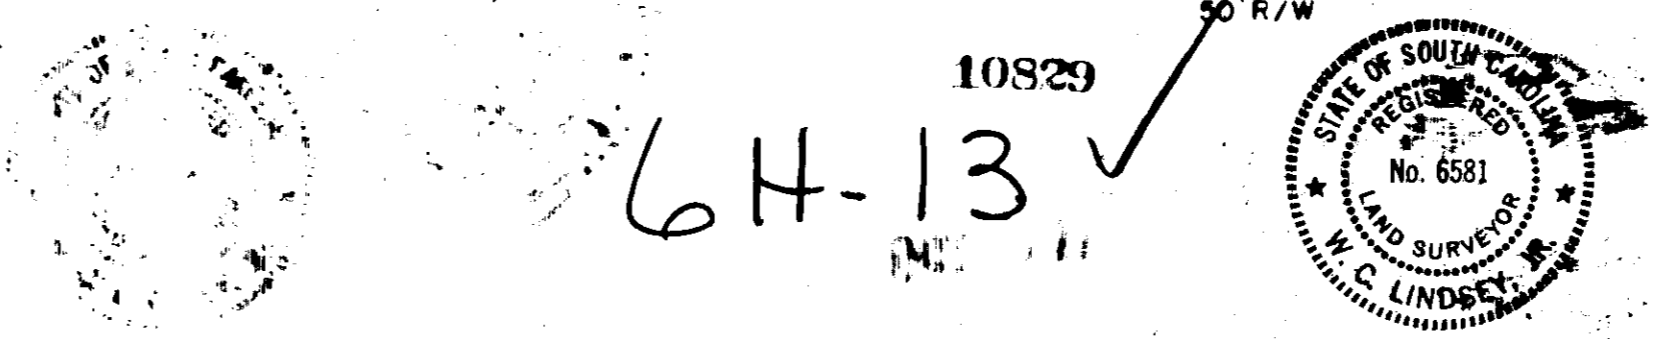 50' R/W
10829
6H-13
STATE OF SOUTH CAROLINA
REGISTERED
No. 6581
LAND SURVEYOR
W. C. LINDSEY, JR.